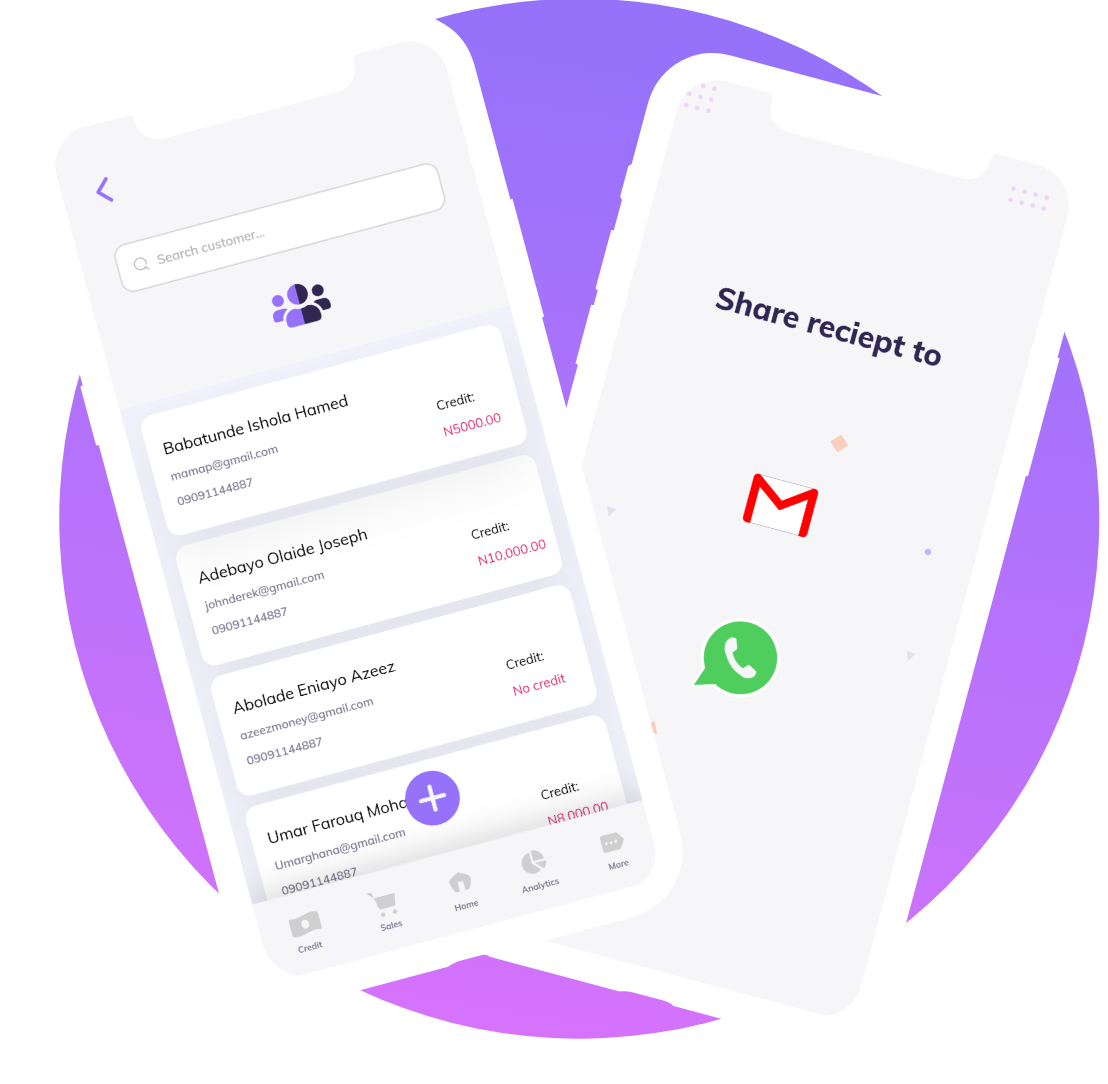 Search customer...
Babatunde Ishola Hamed
mamap@gmail.com
09091144887
Credit:
N5000.00
Adebayo Olaide Joseph
johnderek@gmail.com
09091144887
Credit:
N10,000.00
Abolade Eniayo Azeez
azeezmoney@gmail.com
09091144887
Credit:
No credit
Umar Farouq Moha
Umarghana@gmail.com
09091144887
Credit:
N8,000.00
Credit
Sales
Home
Analytics
More
Share reciept to